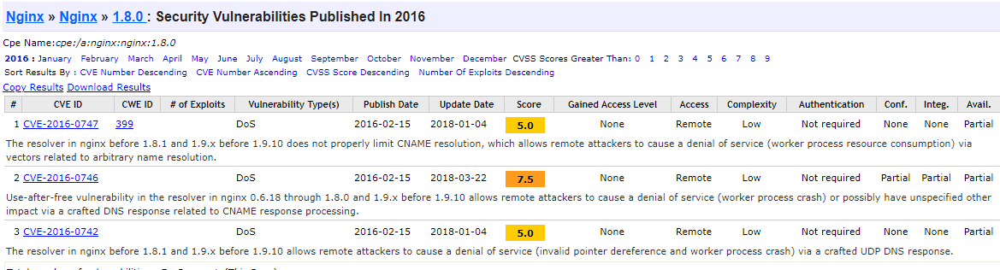 Nginx » Nginx » 1.8.0 : Security Vulnerabilities Published In 2016
Cpe Name:cpe:/a:nginx:nginx:1.8.0
2016 : January February March April May June July August September October November December CVSS Scores Greater Than: 0 1 2 3 4 5 6 7 8 9
Sort Results By : CVE Number Descending CVE Number Ascending CVSS Score Descending Number Of Exploits Descending
Copy Results Download Results
# CVE ID CWE ID # of Exploits Vulnerability Type(s) Publish Date Update Date Score Gained Access Level Access Complexity Authentication Conf. Integ. Avail.
1 CVE-2016-0747 399 DoS 2016-02-15 2018-01-04 5.0 None Remote Low Not required None None Partial
The resolver in nginx before 1.8.1 and 1.9.x before 1.9.10 does not properly limit CNAME resolution, which allows remote attackers to cause a denial of service (worker process resource consumption) via
vectors related to arbitrary name resolution.
2 CVE-2016-0746 DoS 2016-02-15 2018-03-22 7.5 None Remote Low Not required Partial Partial Partial
Use-after-free vulnerability in the resolver in nginx 0.6.18 through 1.8.0 and 1.9.x before 1.9.10 allows remote attackers to cause a denial of service (worker process crash) or possibly have unspecified other
impact via a crafted DNS response related to CNAME response processing.
3 CVE-2016-0742 DoS 2016-02-15 2018-01-04 5.0 None Remote Low Not required None None Partial
The resolver in nginx before 1.8.1 and 1.9.x before 1.9.10 allows remote attackers to cause a denial of service (invalid pointer dereference and worker process crash) via a crafted UDP DNS response.